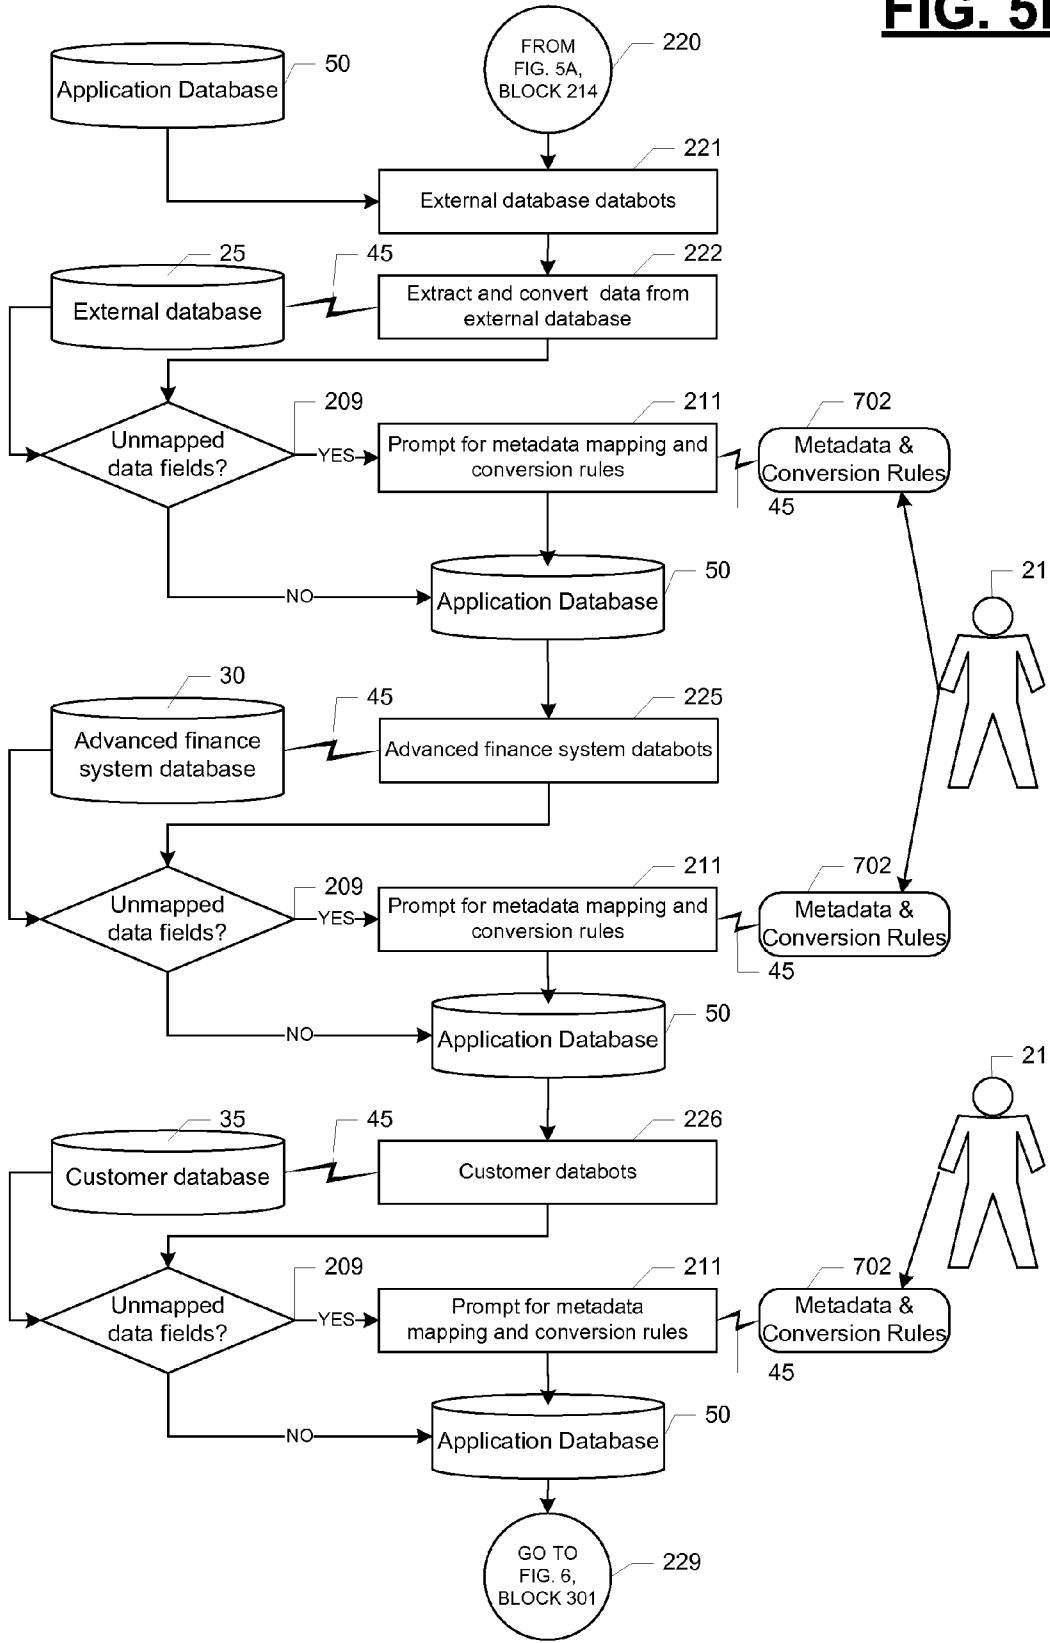 FIG. 5
50
FROM
FIG. 5A,
BLOCK 214
220
Application Database
221
External database databots
25
45
222
External database
Extract and convert data from
external database
209
211
702
Unmapped
data fields?
YES
Prompt for metadata mapping and
conversion rules
Metadata &
Conversion Rules
45
50
21
NO
Application Database
30
45
225
Advanced finance
system database
Advanced finance system databots
209
211
702
Unmapped
data fields?
YES
Prompt for metadata mapping and
conversion rules
Metadata &
Conversion Rules
45
50
NO
Application Database
21
35
45
226
Customer database
Customer databots
209
211
702
Unmapped
data fields?
YES
Prompt for metadata
mapping and conversion rules
Metadata &
Conversion Rules
45
50
NO
Application Database
GO TO
FIG. 6,
BLOCK 301
229